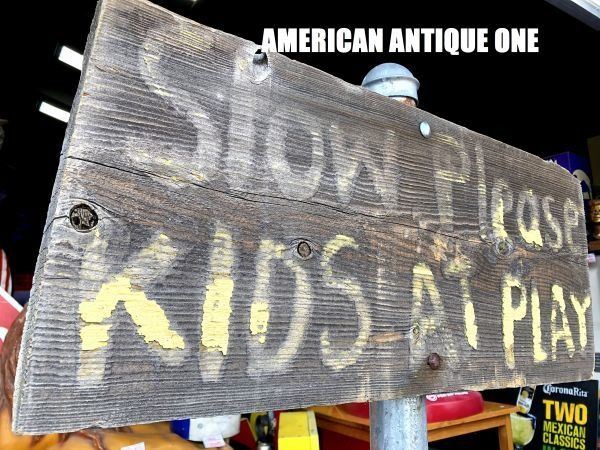 AMERICAN ANTIQUE ONE
Slow Please
KIDS AT PLAY
CoronaRita
TWO
MEXICAN
CLASSICS